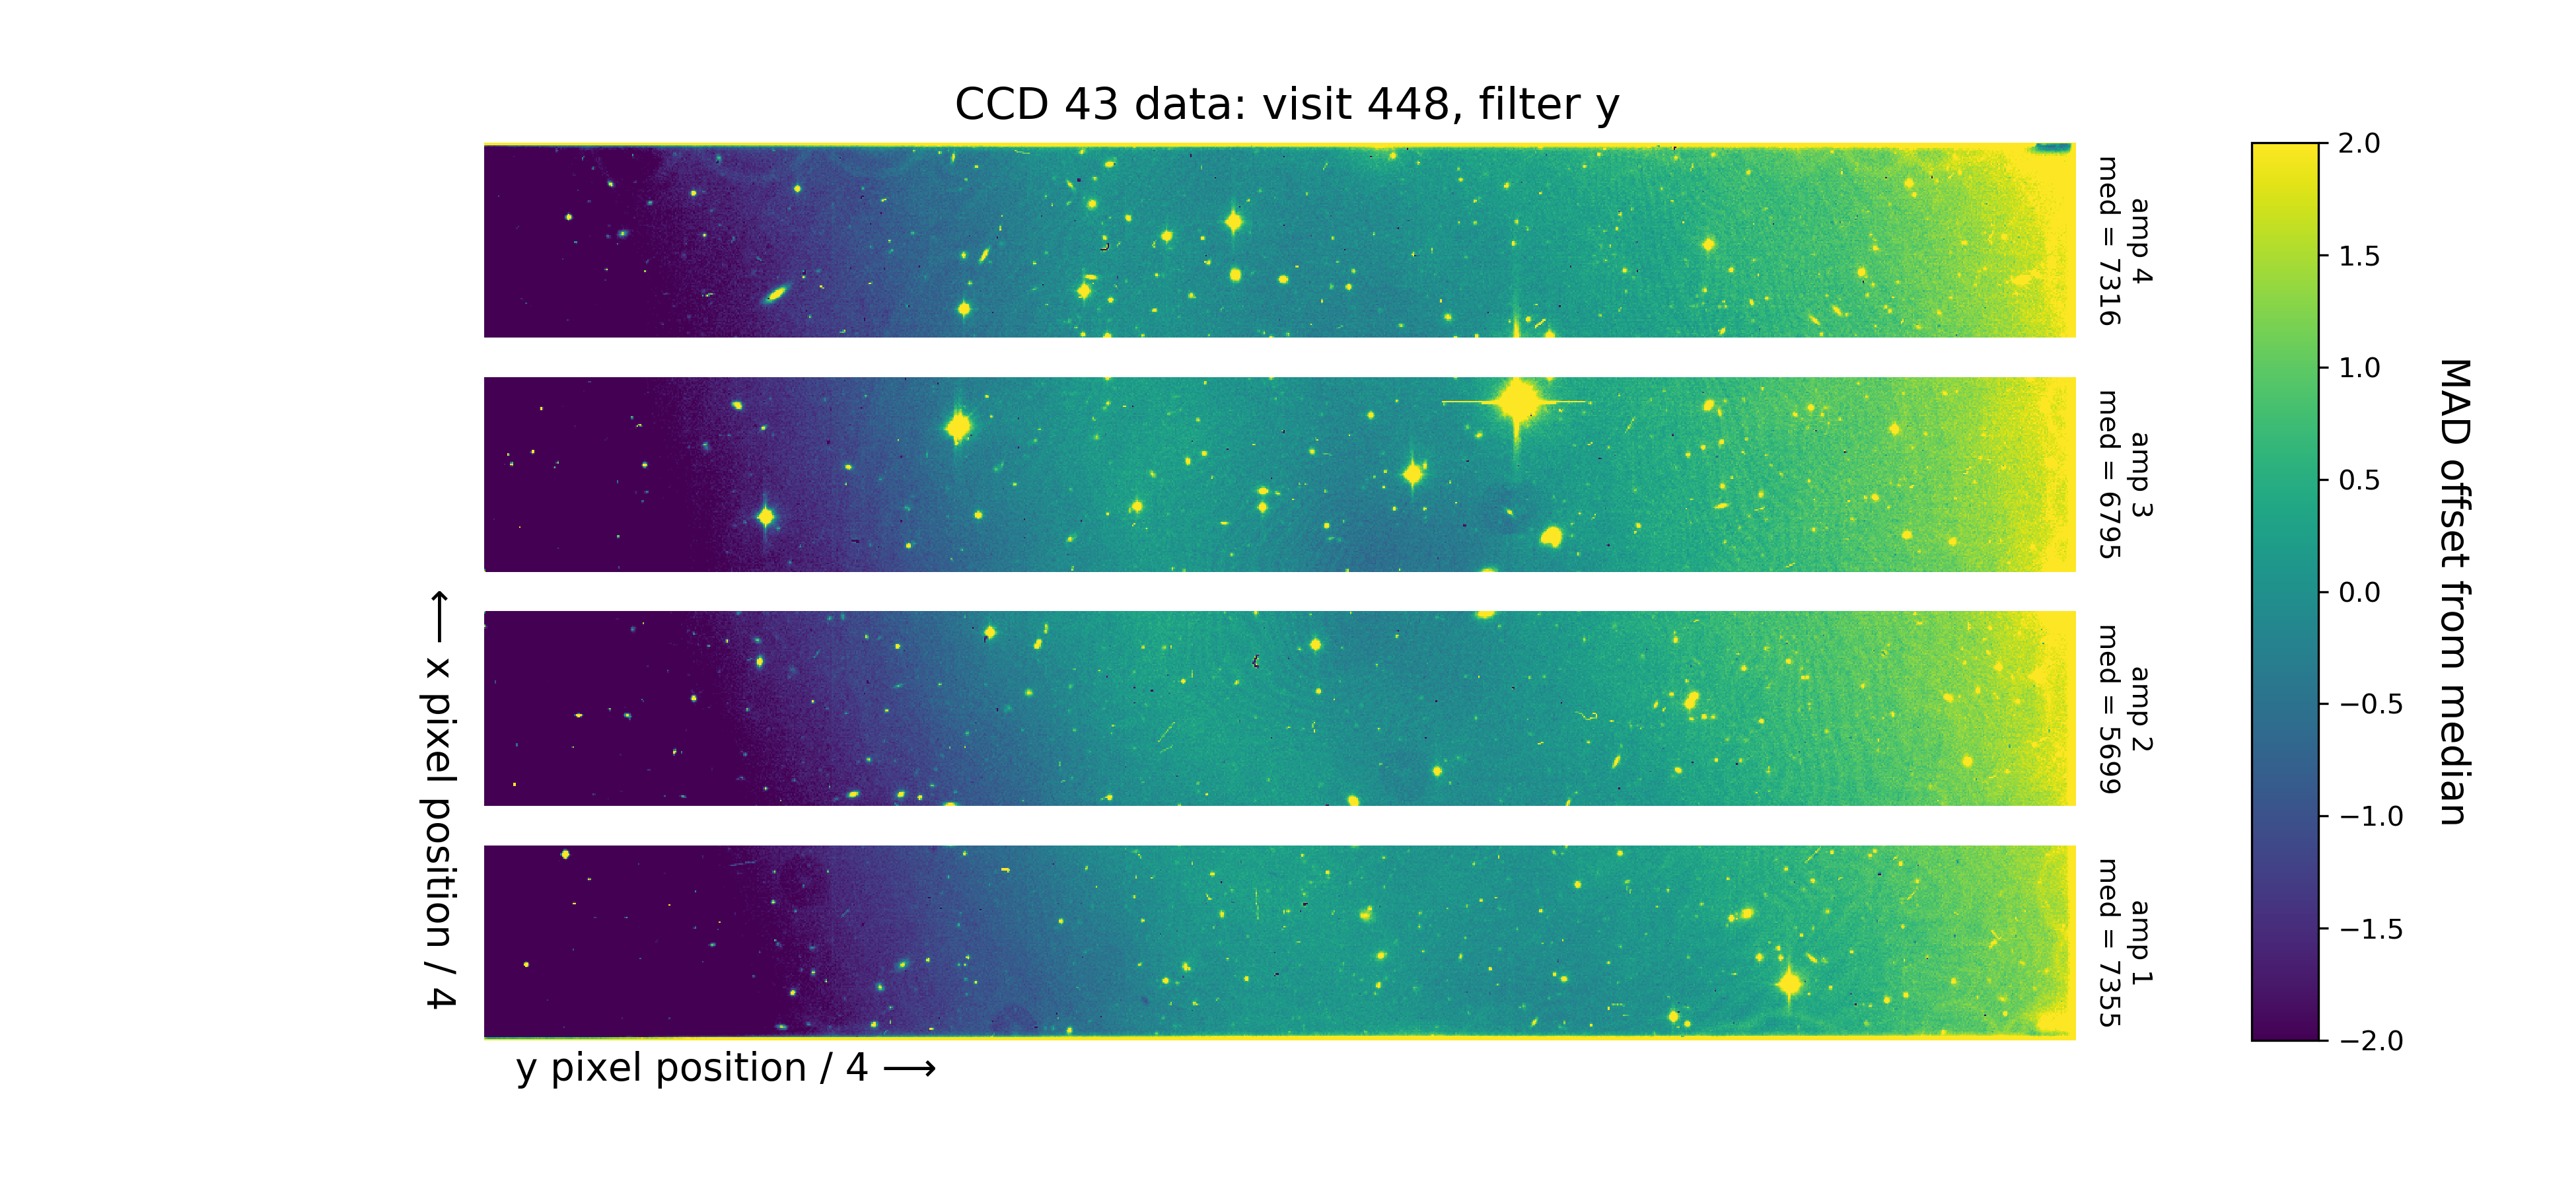 CCD 43 data: visit 448, filter y
amp 4
med = 7316
amp 3
med = 6795
amp 2
med = 5699
amp 1
med = 7355
x pixel position / 4 ⟶
y pixel position / 4 ⟶
2.0
1.5
1.0
0.5
0.0
−0.5
−1.0
−1.5
−2.0
MAD offset from median